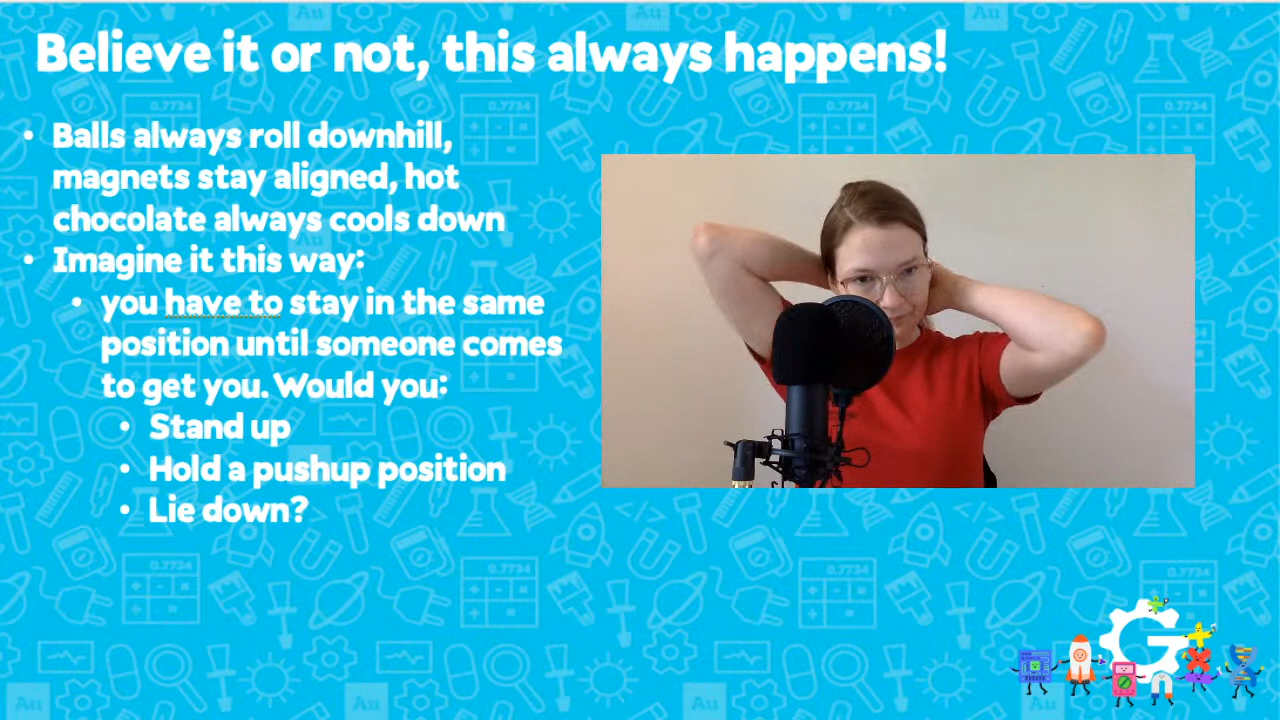 Believe it or not, this always happens!
• Balls always roll downhill,
magnets stay aligned, hot
chocolate always cools down
• Imagine it this way:
• you have to stay in the same
position until someone comes
to get you. Would you:
• Stand up
• Hold a pushup position
• Lie down?
G